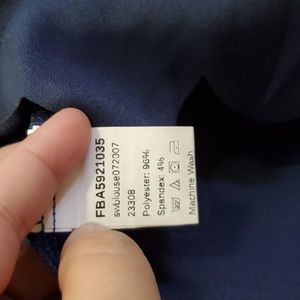 FBA5921035
swblouse072007
23308
Polyester: 96%
Spandex: 4%
Machine Wash